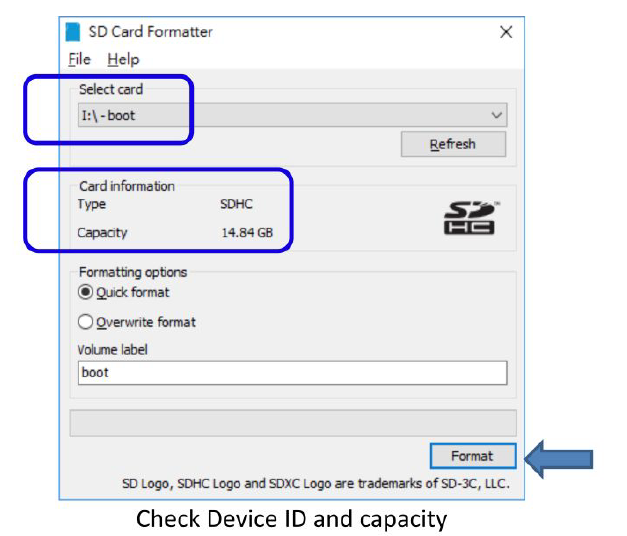 SD Card Formatter
File Help
Select card
I:\ - boot
Refresh
Card information
Type SDHC
Capacity 14.84 GB
SD
HC
Formatting options
Quick format
Overwrite format
Volume label
boot
Format
SD Logo, SDHC Logo and SDXC Logo are trademarks of SD-3C, LLC.
Check Device ID and capacity